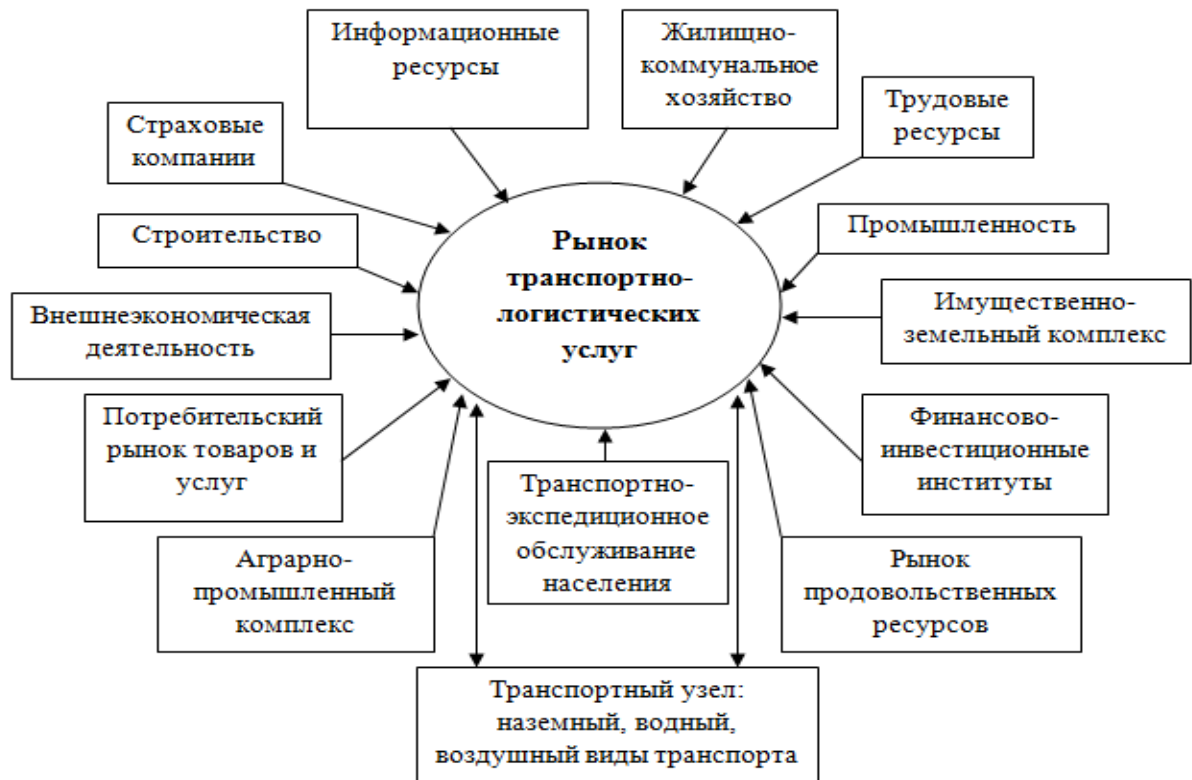 Информационные
ресурсы
Жилищно-
коммунальное
хозяйство
Трудовые
ресурсы
Страховые
компании
Строительство
Рынок
транспортно-
логистических
услуг
Промышленность
Внешнеэкономическая
деятельность
Имущественно-
земельный комплекс
Потребительский
рынок товаров и
услуг
Финансово-
инвестиционные
институты
Транспортно-
экспедиционное
обслуживание
населения
Аграрно-
промышленный
комплекс
Рынок
продовольственных
ресурсов
Транспортный узел:
наземный, водный,
воздушный виды транспорта